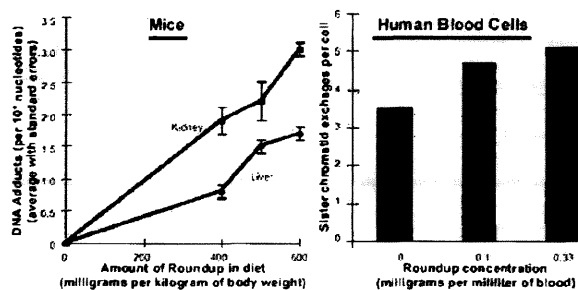 Mice
Human Blood Cells
DNA Adducts (per 10⁸ nucleotides)
(average with standard errors)
3.5
3.0
2.5
2.0
1.5
1.0
0.5
0
Kidney
Liver
0
200
400
600
Amount of Roundup in diet
(milligrams per kilogram of body weight)
Sister chromatid exchages per cell
6
5
4
3
2
1
0
0
0.1
0.33
Roundup concentration
(milligrams per milliliter of blood)